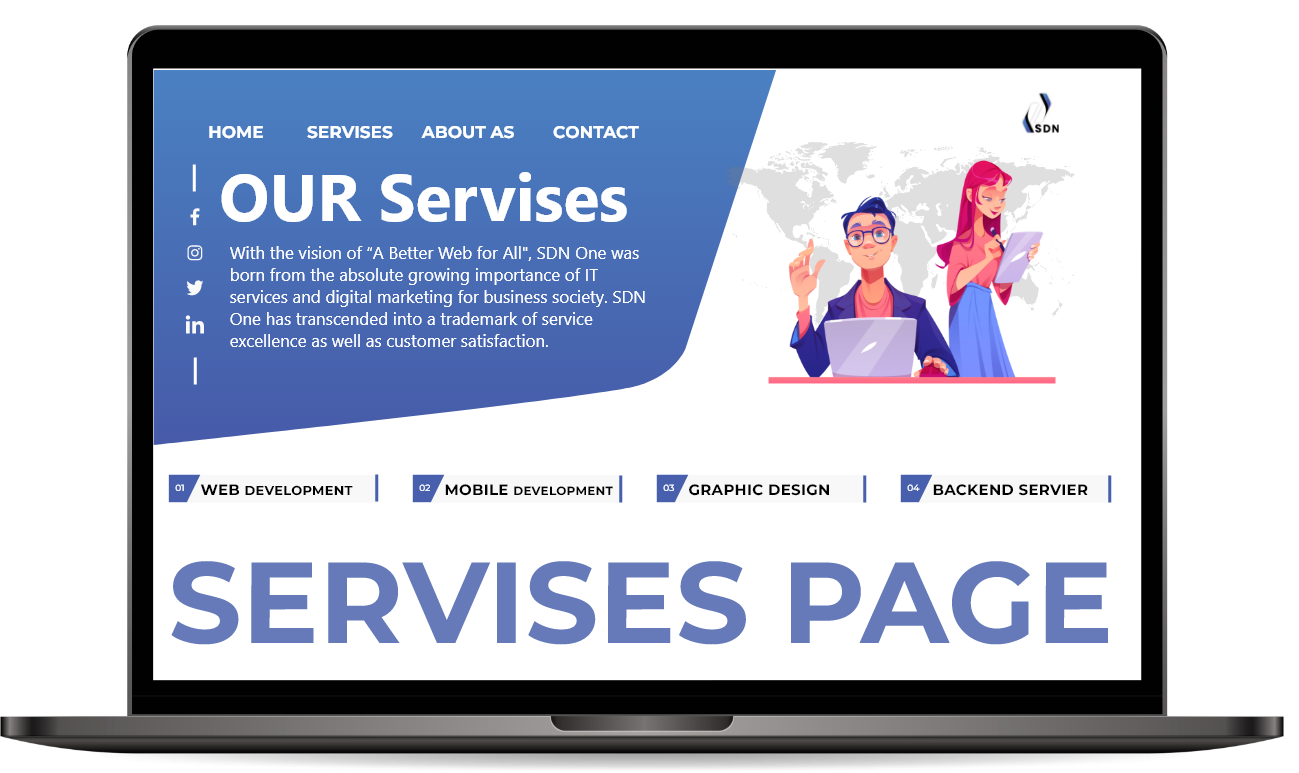 HOME SERVISES ABOUT AS CONTACT
SDN
OUR Servises
With the vision of “A Better Web for All", SDN One was
born from the absolute growing importance of IT
services and digital marketing for business society. SDN
One has transcended into a trademark of service
excellence as well as customer satisfaction.
01 WEB DEVELOPMENT
02 MOBILE DEVELOPMENT
03 GRAPHIC DESIGN
04 BACKEND SERVIER
SERVISES PAGE